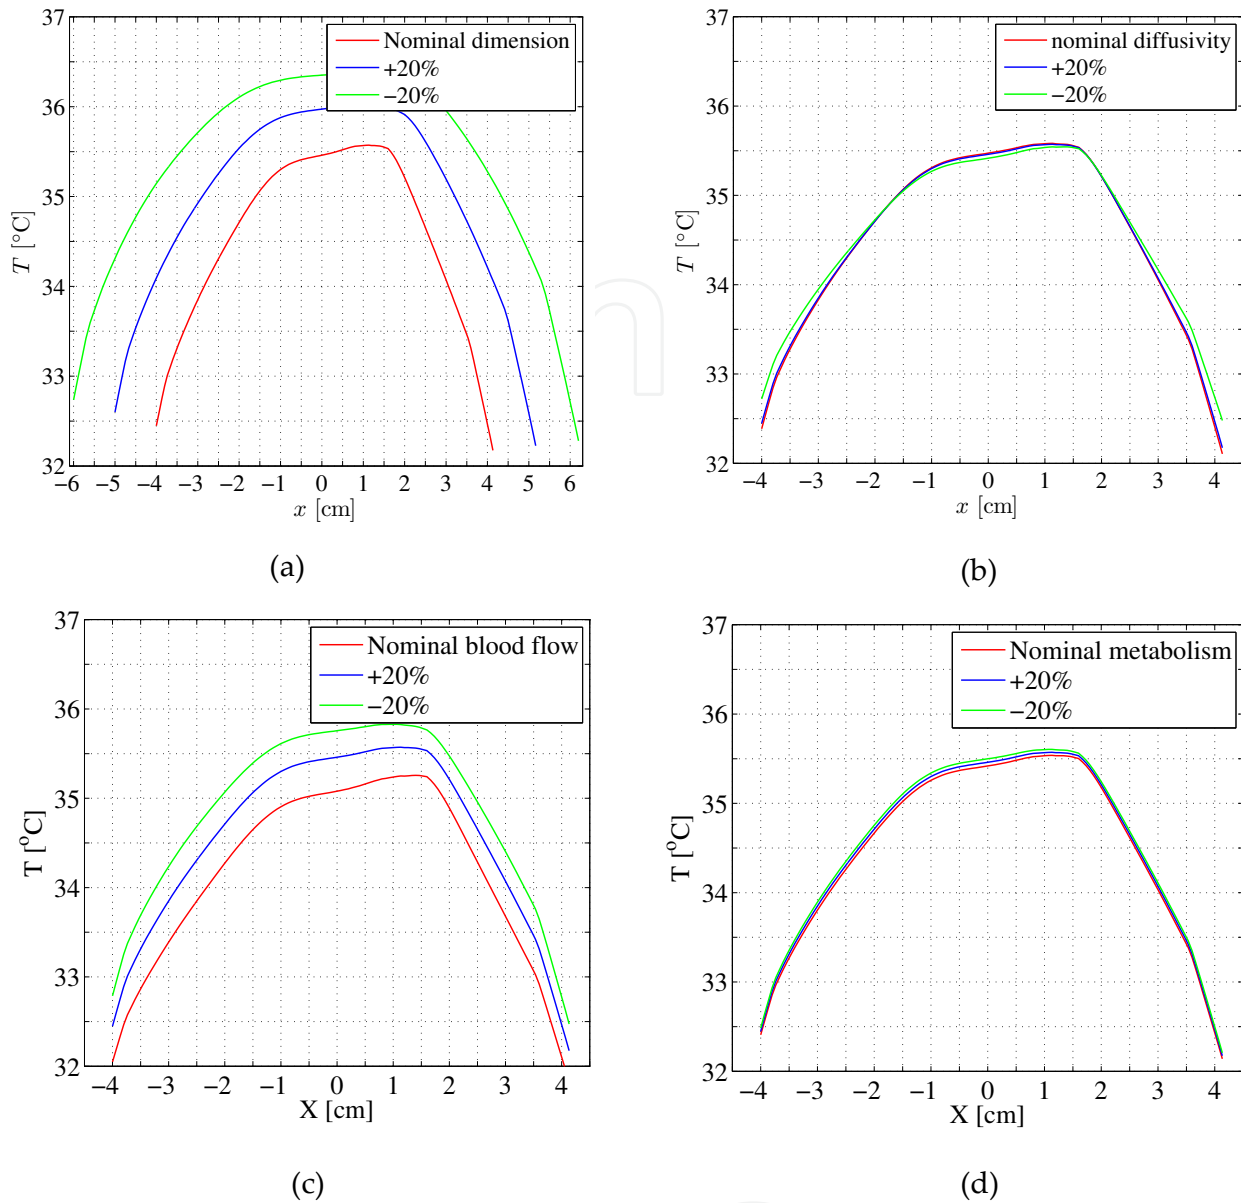 37
36
35
34
33
32
T [°C]
Nominal dimension
+20%
−20%
−6 −5 −4 −3 −2 −1 0 1 2 3 4 5 6
x [cm]
(a)
37
36
35
34
33
32
T [°C]
nominal diffusivity
+20%
−20%
−4 −3 −2 −1 0 1 2 3 4
x [cm]
(b)
37
36
35
34
33
32
T [°C]
Nominal blood flow
+20%
−20%
−4 −3 −2 −1 0 1 2 3 4
X [cm]
(c)
37
36
35
34
33
32
T [°C]
Nominal metabolism
+20%
−20%
−4 −3 −2 −1 0 1 2 3 4
X [cm]
(d)